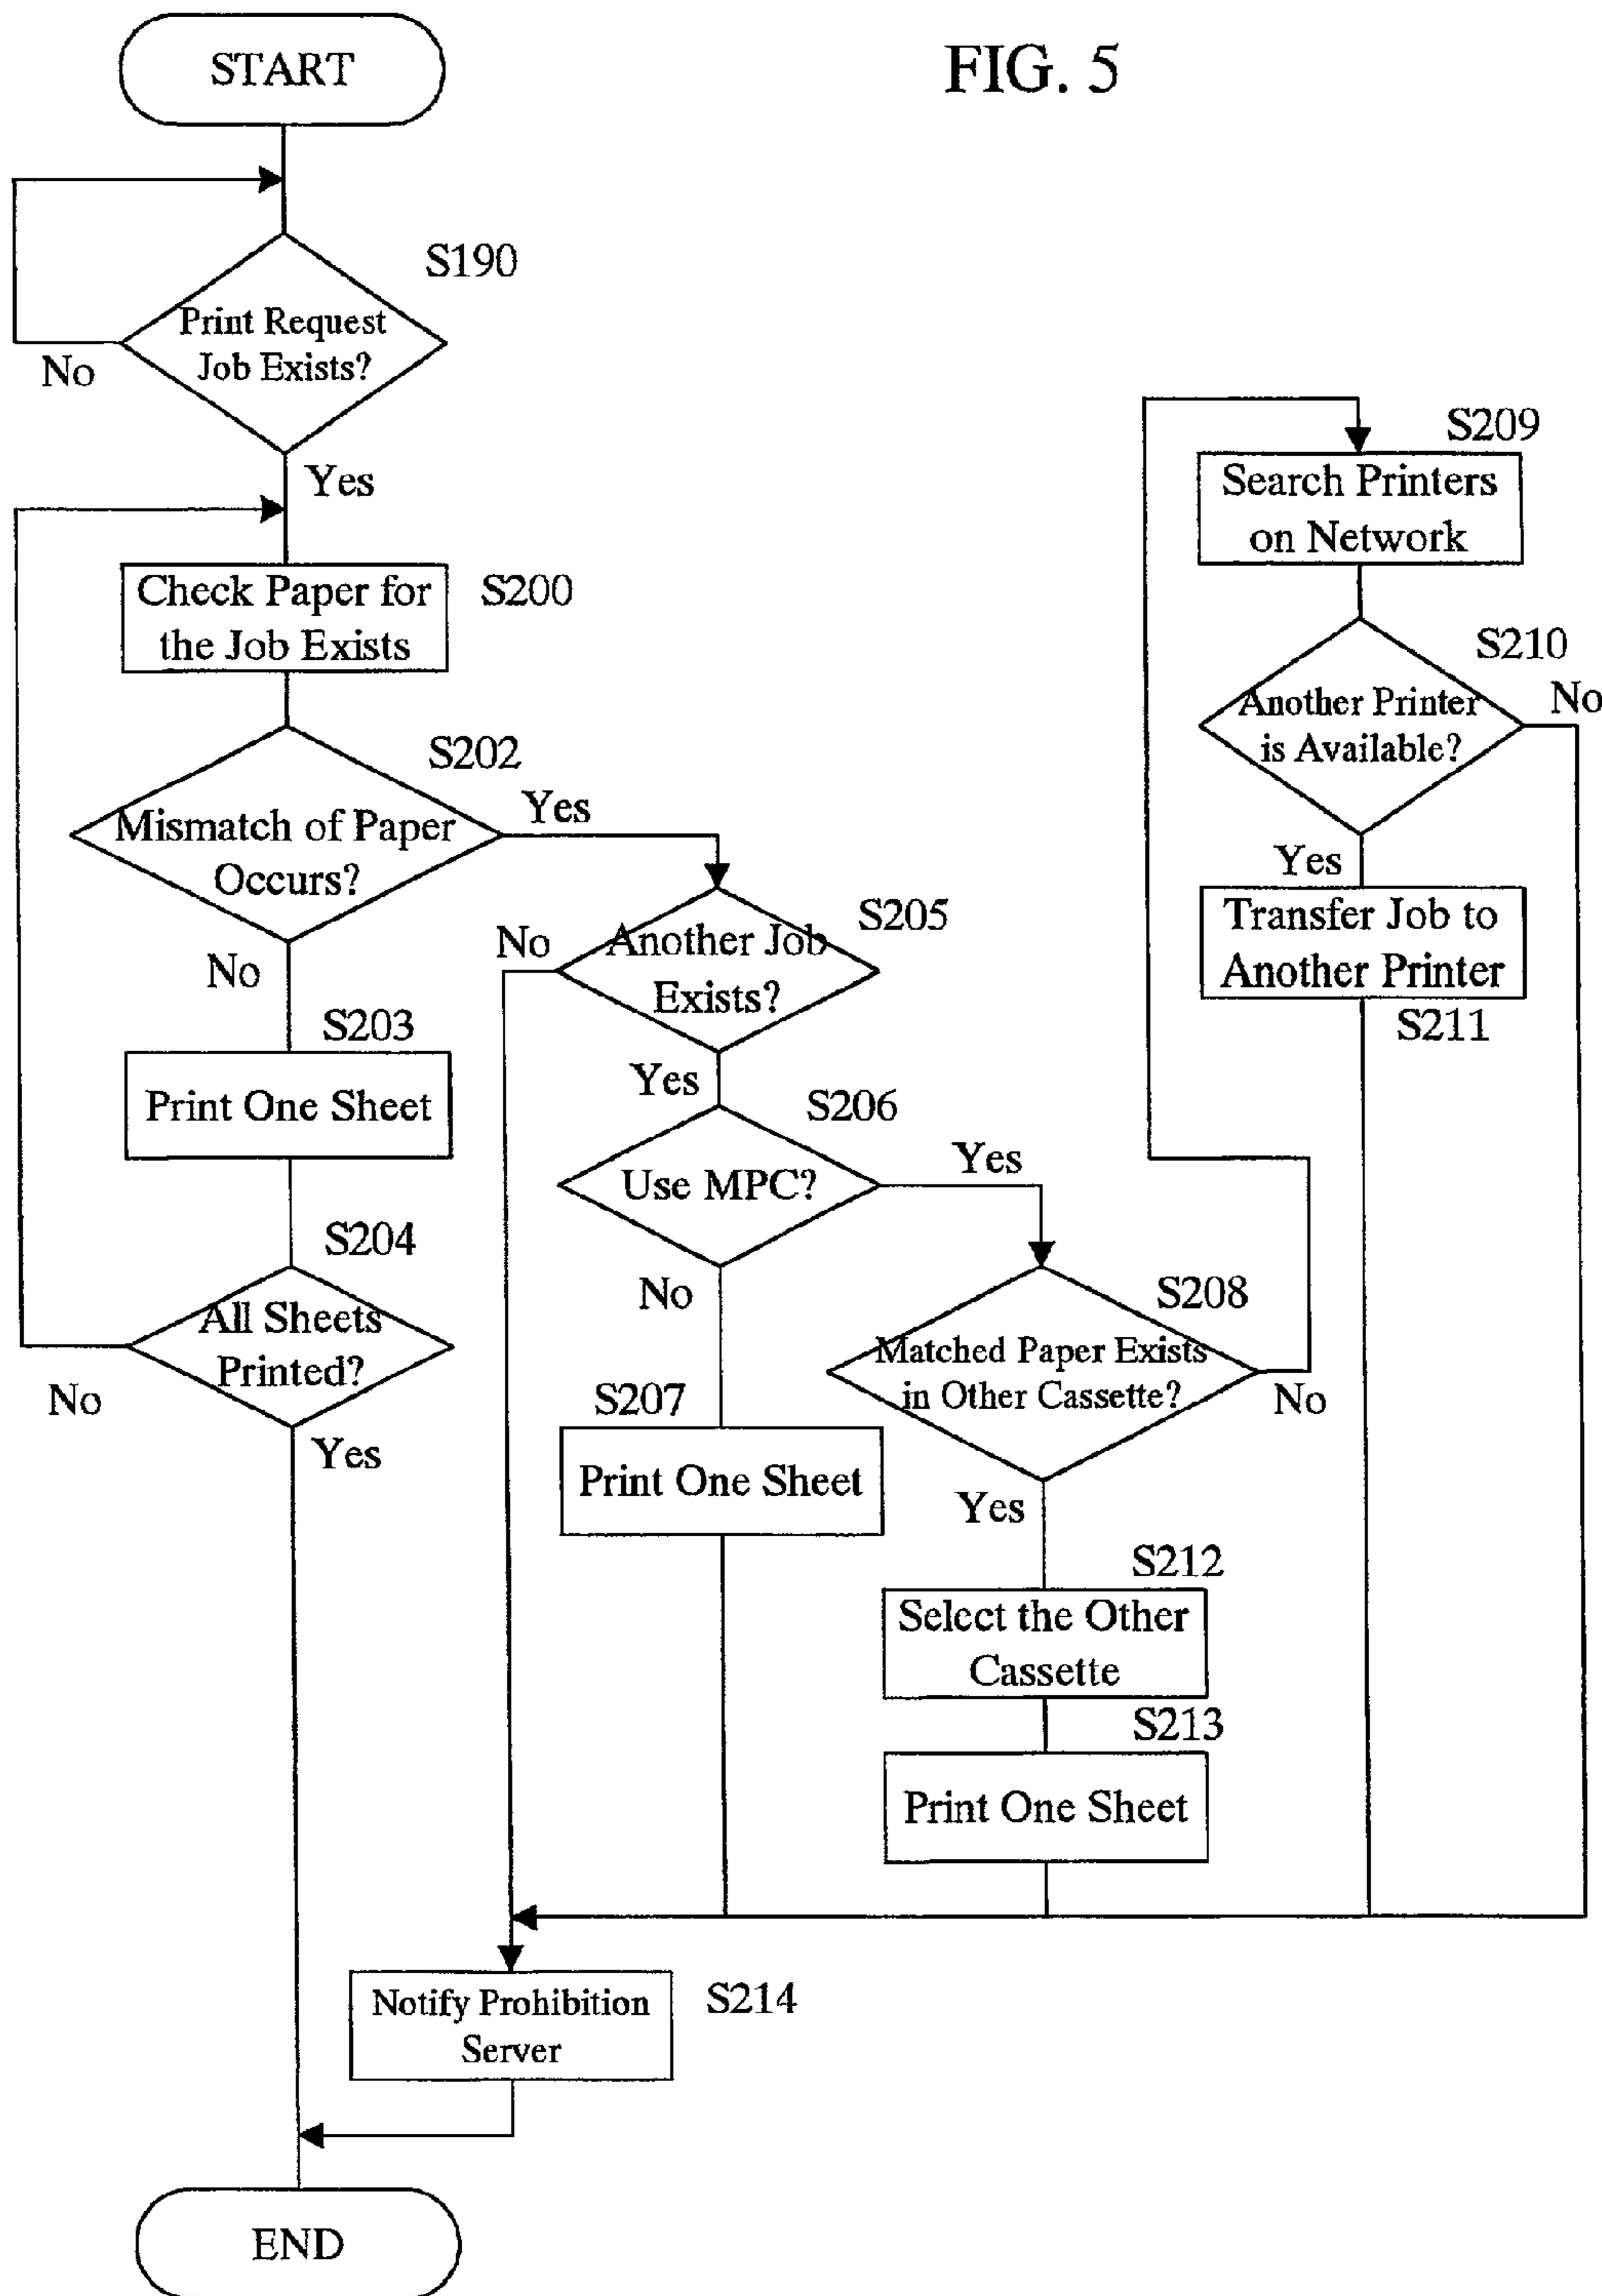 START
FIG. 5
S190
Print Request
Job Exists?
No
Yes
Check Paper for
the Job Exists
S200
S202
Mismatch of Paper
Occurs?
Yes
No
S203
Print One Sheet
S204
All Sheets
Printed?
No
Yes
S205
Another Job
Exists?
No
Yes
S206
Use MPC?
Yes
No
S207
Print One Sheet
S208
Matched Paper Exists
in Other Cassette?
No
Yes
S212
Select the Other
Cassette
S213
Print One Sheet
S209
Search Printers
on Network
S210
Another Printer
is Available?
No
Yes
Transfer Job to
Another Printer
S211
Notify Prohibition
Server
S214
END